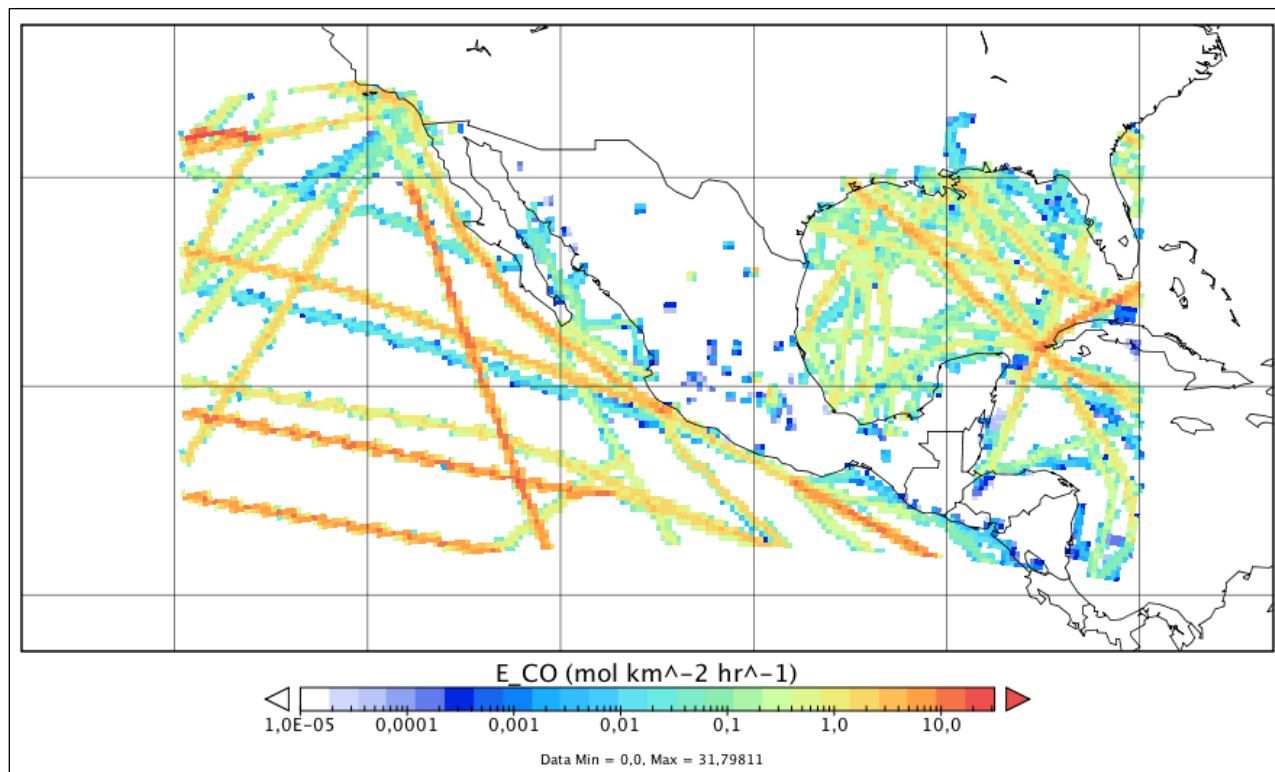 E_CO (mol km^-2 hr^-1)
1,0E-05 0,0001 0,001 0,01 0,1 1,0 10,0
Data Min = 0,0, Max = 31,79811